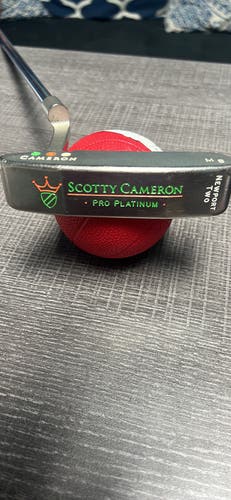 CAMERON
SCOTTY CAMERON
· PRO PLATINUM ·
NEWPORT
TWO